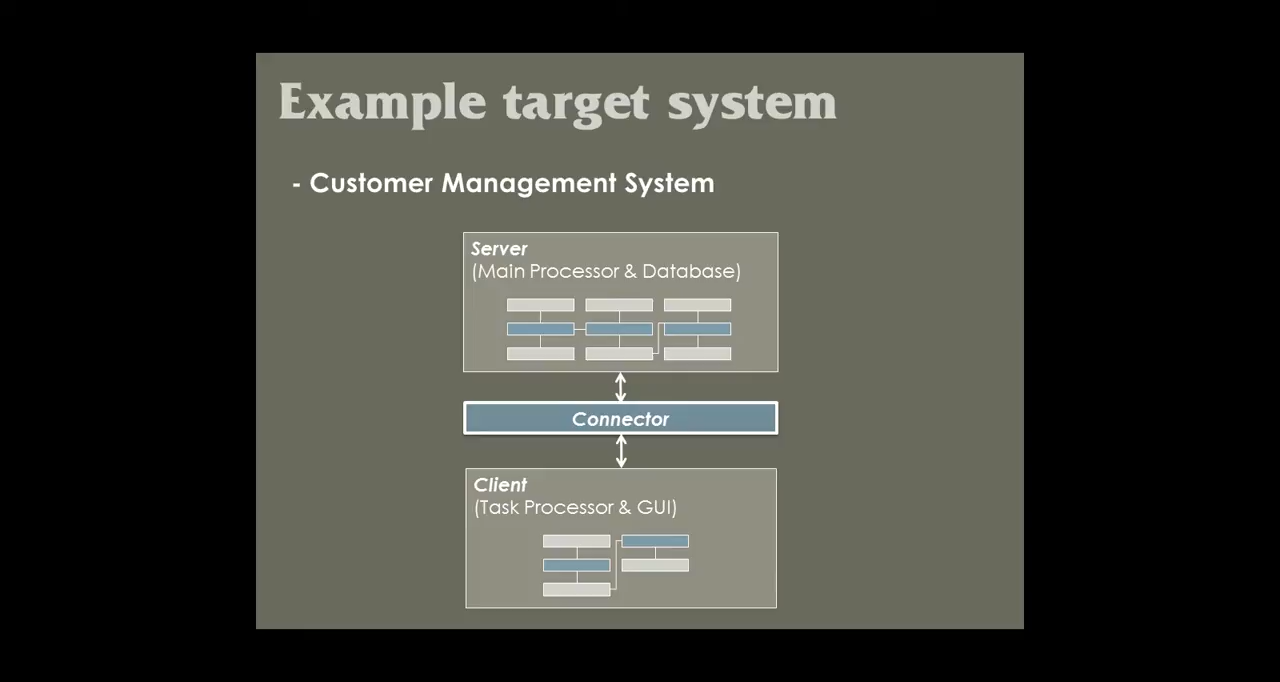 Example target system
- Customer Management System
Server
(Main Processor & Database)
Connector
Client
(Task Processor & GUI)